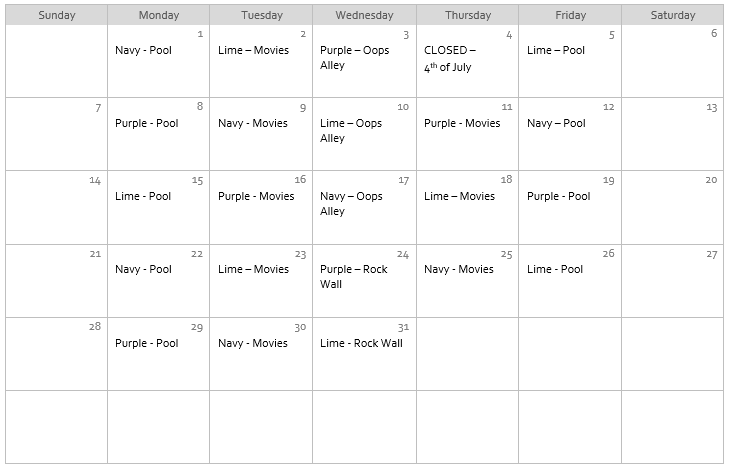 Sunday Monday Tuesday Wednesday Thursday Friday Saturday
1 2 3 4 5 6
Navy - Pool
Lime – Movies
Purple – Oops
Alley
CLOSED –
4th of July
Lime – Pool
7 8 9 10 11 12 13
Purple - Pool
Navy - Movies
Lime – Oops
Alley
Purple - Movies
Navy – Pool
14 15 16 17 18 19 20
Lime - Pool
Purple - Movies
Navy – Oops
Alley
Lime – Movies
Purple - Pool
21 22 23 24 25 26 27
Navy - Pool
Lime – Movies
Purple – Rock
Wall
Navy - Movies
Lime - Pool
28 29 30 31
Purple - Pool
Navy - Movies
Lime - Rock Wall